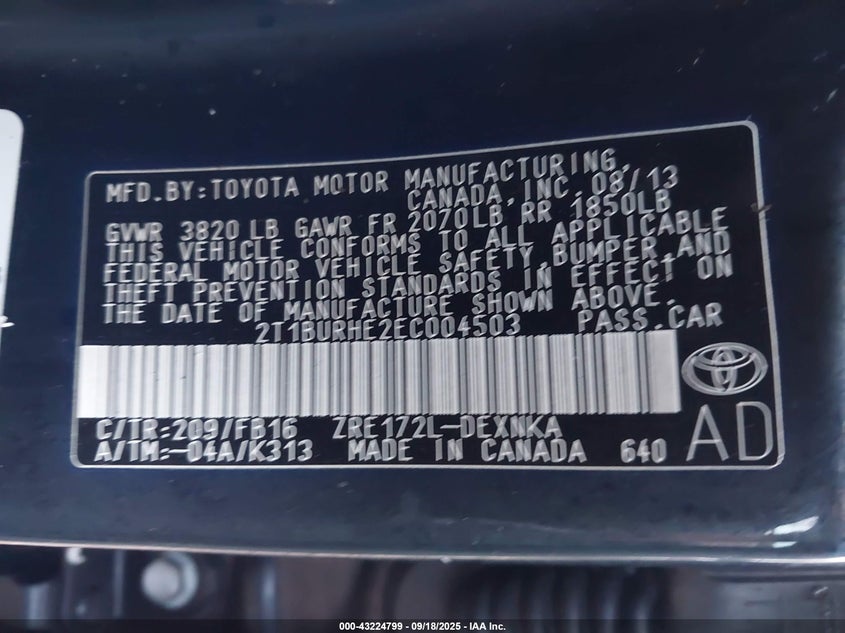 MFD.BY:TOYOTA MOTOR MANUFACTURING,
CANADA,INC. 08/13
GVWR 3820 LB GAWR FR 2070LB RR 1850LB
THIS VEHICLE CONFORMS TO ALL APPLICABLE
FEDERAL MOTOR VEHICLE SAFETY,BUMPER,AND
THEFT PREVENTION STANDARDS IN EFFECT ON
THE DATE OF MANUFACTURE SHOWN ABOVE.
2T1BURHE2EC004503 PASS.CAR
C/TR:209/FB16 ZRE172L-DEXNKA
A/TM:-04A/K313 MADE IN CANADA 640
AD
000-43224799 - 09/18/2025 - IAA Inc.